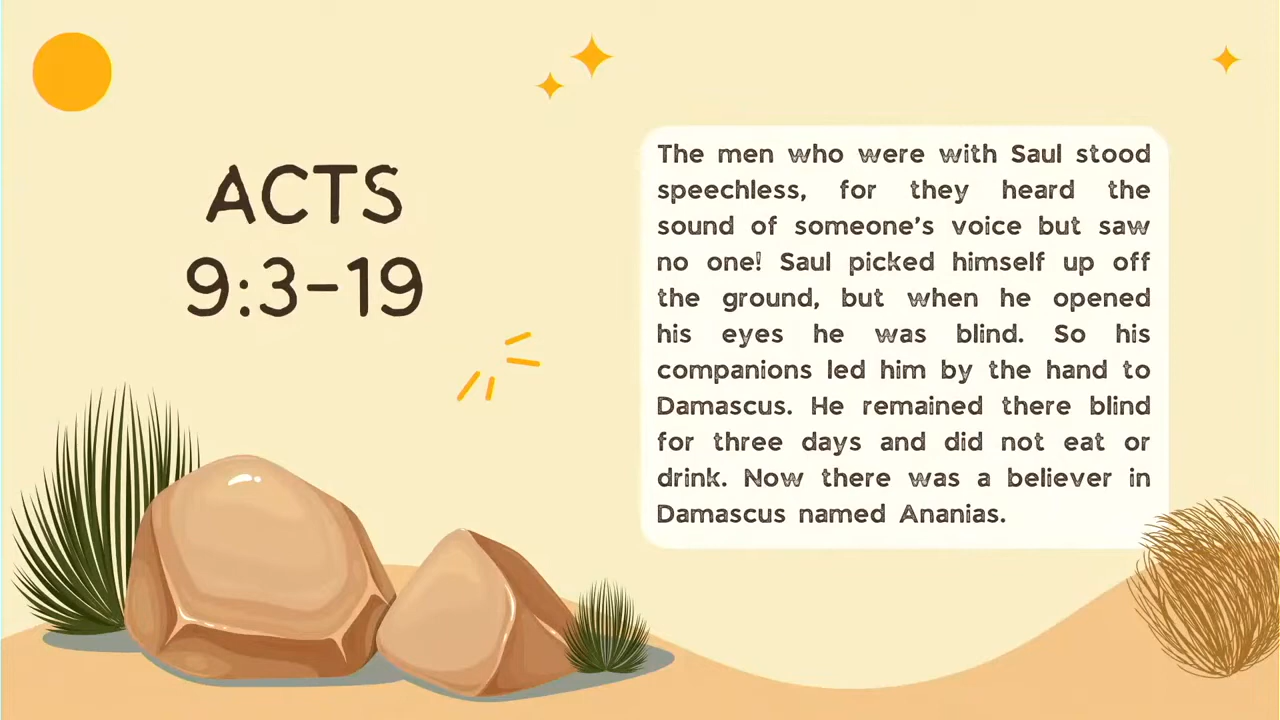 ACTS
9:3-19
The men who were with Saul stood
speechless, for they heard the
sound of someone's voice but saw
no one! Saul picked himself up off
the ground, but when he opened
his eyes he was blind. So his
companions led him by the hand to
Damascus. He remained there blind
for three days and did not eat or
drink. Now there was a believer in
Damascus named Ananias.